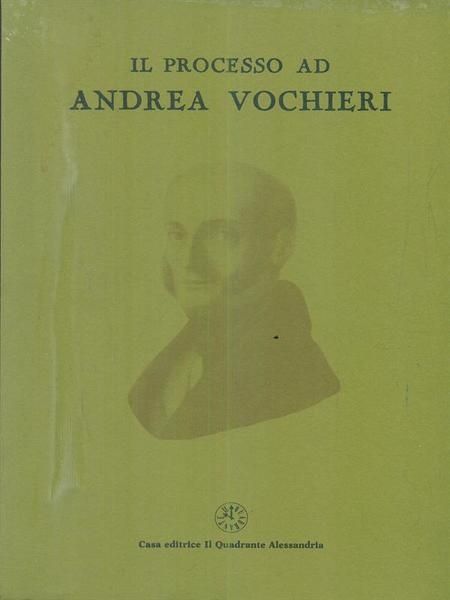 IL PROCESSO AD
ANDREA VOCHIERI
Casa editrice Il Quadrante Alessandria